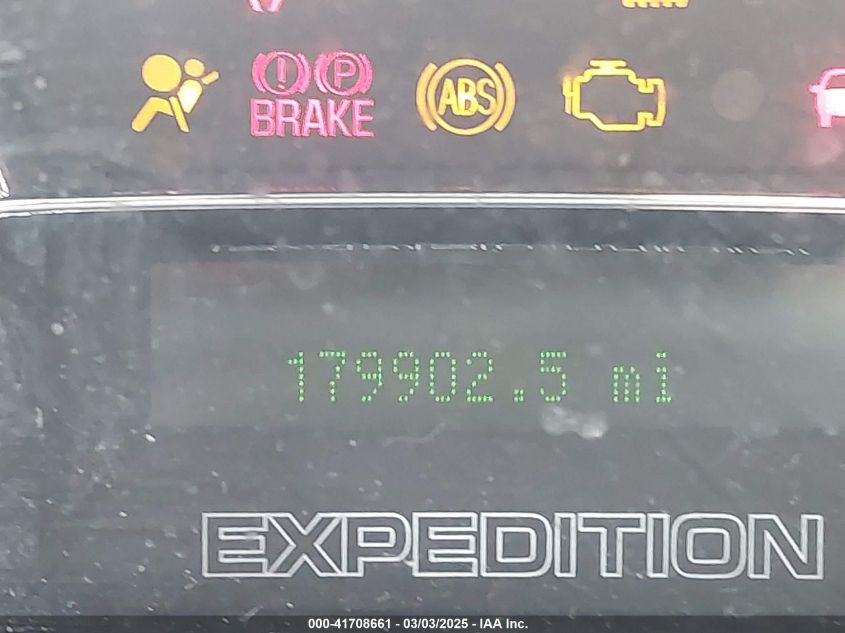 ! P
BRAKE
ABS
179902.5 mi
EXPEDITION
000-41708661 - 03/03/2025 - IAA Inc.